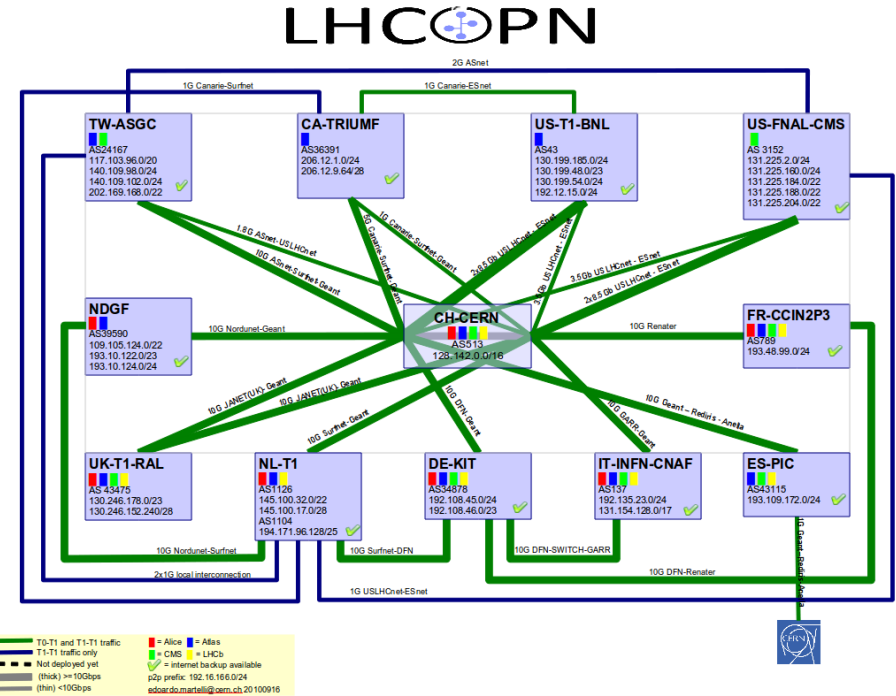 LHCOPN
2G ASnet
1G Canarie-Surfnet
1G Canarie-ESnet
TW-ASGC
AS24167
117.103.96.0/20
140.109.98.0/24
140.109.102.0/24
202.169.168.0/22
CA-TRIUMF
AS36391
206.12.1.0/24
206.12.9.64/28
US-T1-BNL
AS43
130.199.185.0/24
130.199.48.0/23
130.199.54.0/24
192.12.15.0/24
US-FNAL-CMS
AS 3152
131.225.2.0/24
131.225.160.0/24
131.225.184.0/22
131.225.188.0/22
131.225.204.0/22
1.8G ASnet-USLHCnet
10G ASnet-Surfnet-Geant
5G Canarie-Surfnet-Geant
1G Canarie-Surfnet-Geant
2x8.5Gb USLHCnet - ESnet
3.5Gb USLHCnet - ESnet
3.5Gb USLHCnet - ESnet
2x8.5 Gb USLHCnet - ESnet
NDGF
AS39590
109.105.124.0/22
193.10.122.0/23
193.10.124.0/24
10G Nordunet-Geant
CH-CERN
AS513
128.142.0.0/16
10G Renater
FR-CCIN2P3
AS789
193.48.99.0/24
10G JANET(UK)- Geant
10G JANET(UK)- Geant
10G Surfnet-Geant
10G DFN-Geant
10G GARR-Geant
10G Geant – Rediris - Anella
UK-T1-RAL
AS 43475
130.246.178.0/23
130.246.152.240/28
NL-T1
AS1126
145.100.32.0/22
145.100.17.0/28
AS1104
194.171.96.128/25
DE-KIT
AS34878
192.108.45.0/24
192.108.46.0/23
IT-INFN-CNAF
AS137
192.135.23.0/24
131.154.128.0/17
ES-PIC
AS43115
193.109.172.0/24
10G Nordunet-Surfnet
10G Surfnet-DFN
10G DFN-SWITCH-GARR
10G DFN-Renater
2x1G local interconnection
1G USLHCnet-ESnet
1G Geant - Rediris-Anella
CERN
T0-T1 and T1-T1 traffic
T1-T1 traffic only
Not deployed yet
(thick) >=10Gbps
(thin) <10Gbps
= Alice = Atlas
= CMS = LHCb
= internet backup available
p2p prefix: 192.16.166.0/24
edoardo.martelli@cern.ch 20100916